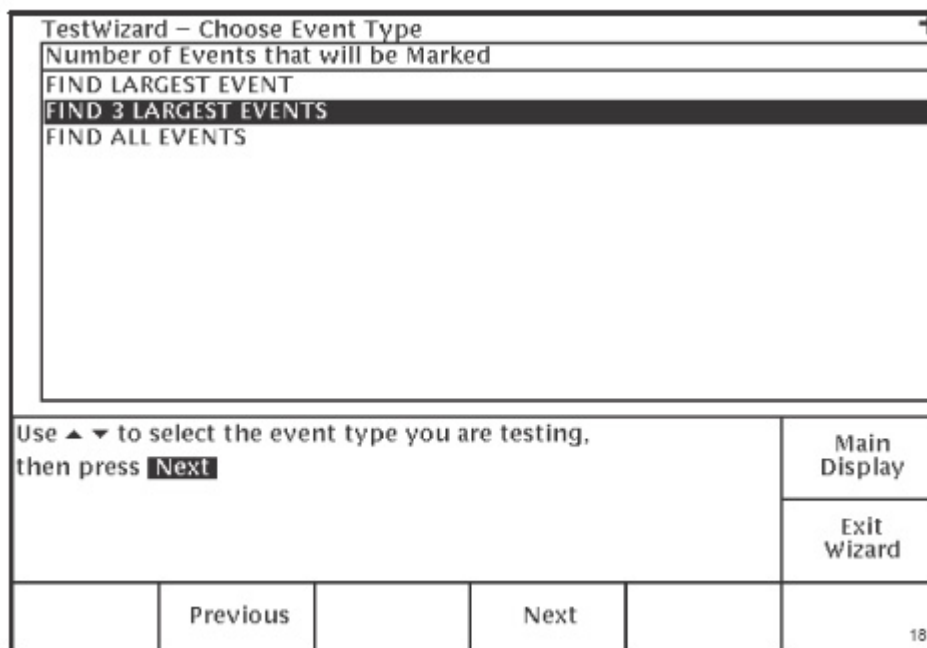 TestWizard – Choose Event Type
Number of Events that will be Marked
FIND LARGEST EVENT
FIND 3 LARGEST EVENTS
FIND ALL EVENTS
Use ▲ ▼ to select the event type you are testing,
then press Next
Main
Display
Exit
Wizard
Previous
Next
18